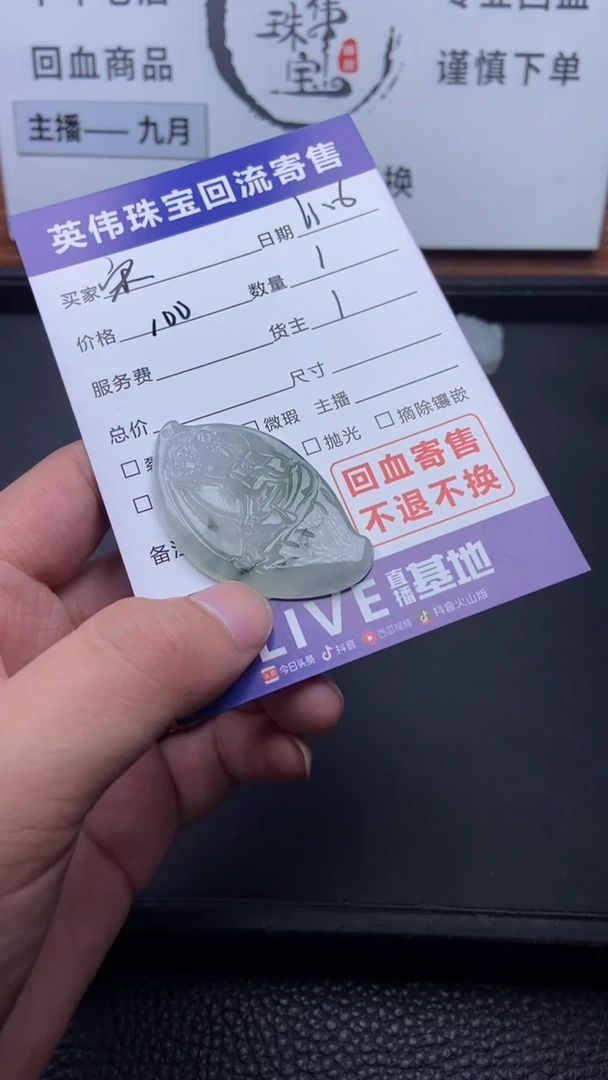 回血商品
珠宝
谨慎下单
主播—— 九月
换
英伟珠宝回流寄售
买家 宋 日期 11.06
价格 100 数量 1
服务费 货主 1
总价 尺寸
微瑕 主播
抛光 摘除镶嵌
备注
回血寄售
不退不换
LIVE 直播 基地
今日头条 抖音 西瓜视频 抖音火山版